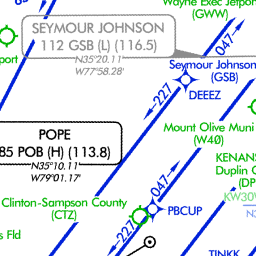 Wayne Exec Jetport
(GWW)
SEYMOUR JOHNSON
112 GSB (L) (116.5)
N35°20.11
W77°58.28'
port
047
Seymour Johnson
(GSB)
227
DEEEZ
POPE
85 POB (H) (113.8)
N35°10.11
W79°01.17'
Mount Olive Muni
(W40)
KENANS
Duplin C
(DP
KW30
Clinton-Sampson County
(CTZ)
047
PBCUP
227
s Fld
TINKK